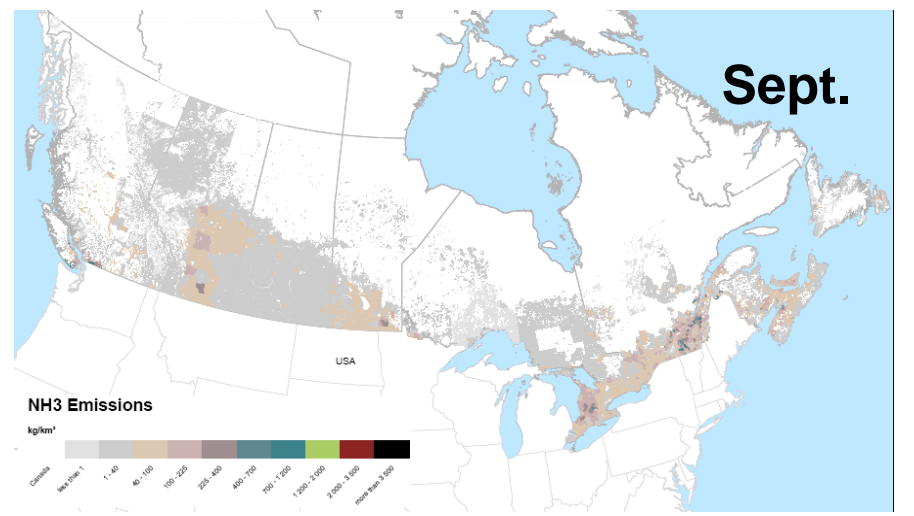 Sept.
USA
NH3 Emissions
kg/km²
Canada
less than 1
1 - 40
40 - 100
100 - 225
225 - 400
400 - 700
700 - 1 200
1 200 - 2 000
2 000 - 3 500
more than 3 500